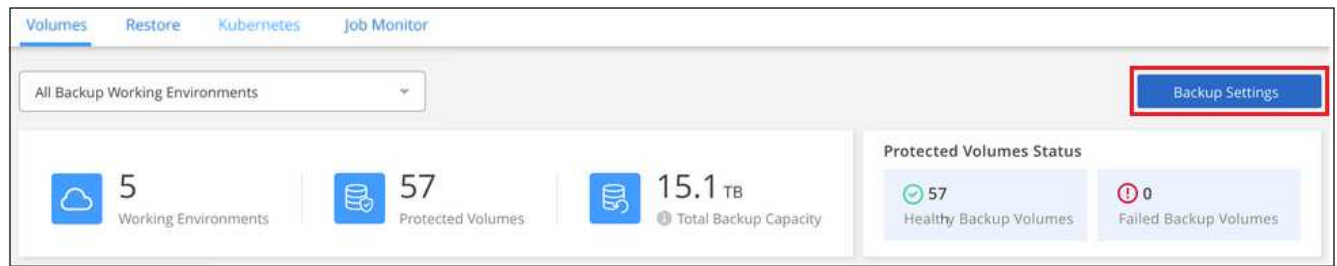 Volumes Restore Kubernetes Job Monitor
All Backup Working Environments
Backup Settings
5
Working Environments
57
Protected Volumes
15.1 TB
Total Backup Capacity
Protected Volumes Status
57
Healthy Backup Volumes
0
Failed Backup Volumes